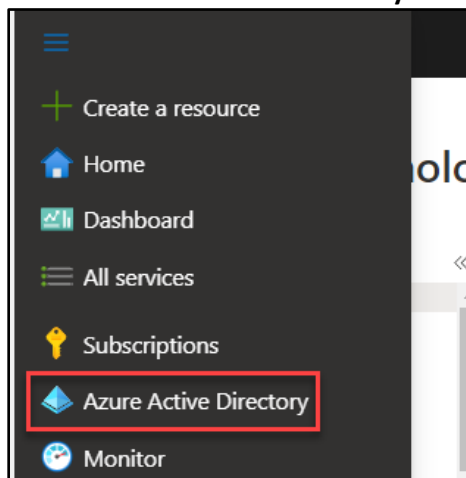 Create a resource
Home
Dashboard
All services
Subscriptions
Azure Active Directory
Monitor